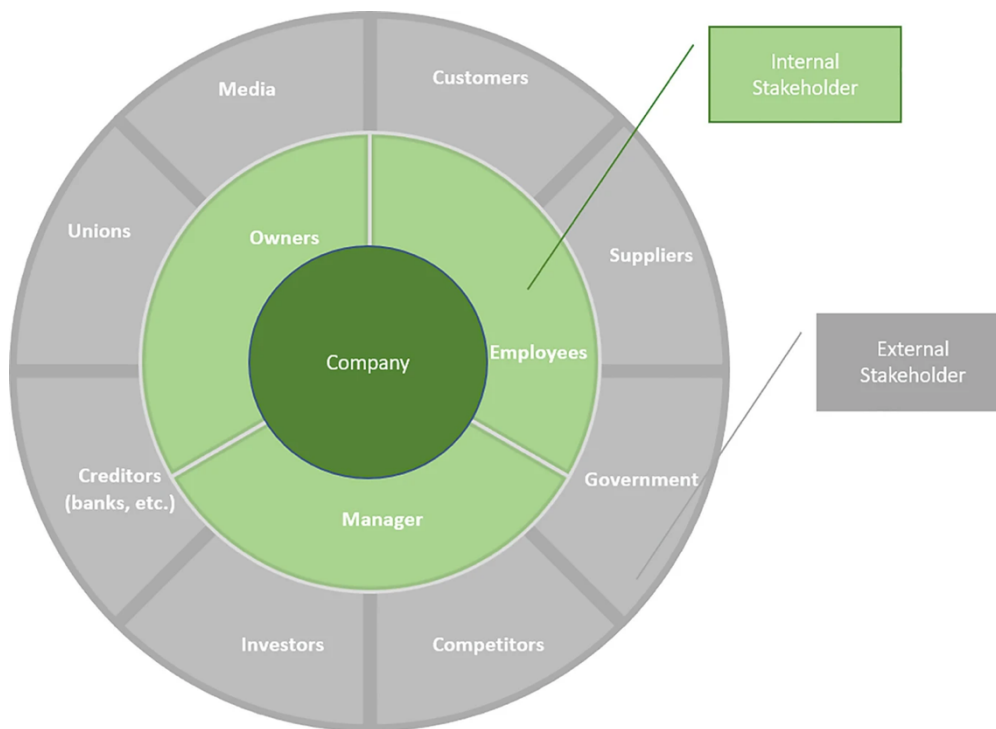 Internal
Stakeholder
Media
Customers
Unions
Owners
Suppliers
Company
Employees
External
Stakeholder
Creditors
(banks, etc.)
Manager
Government
Investors
Competitors